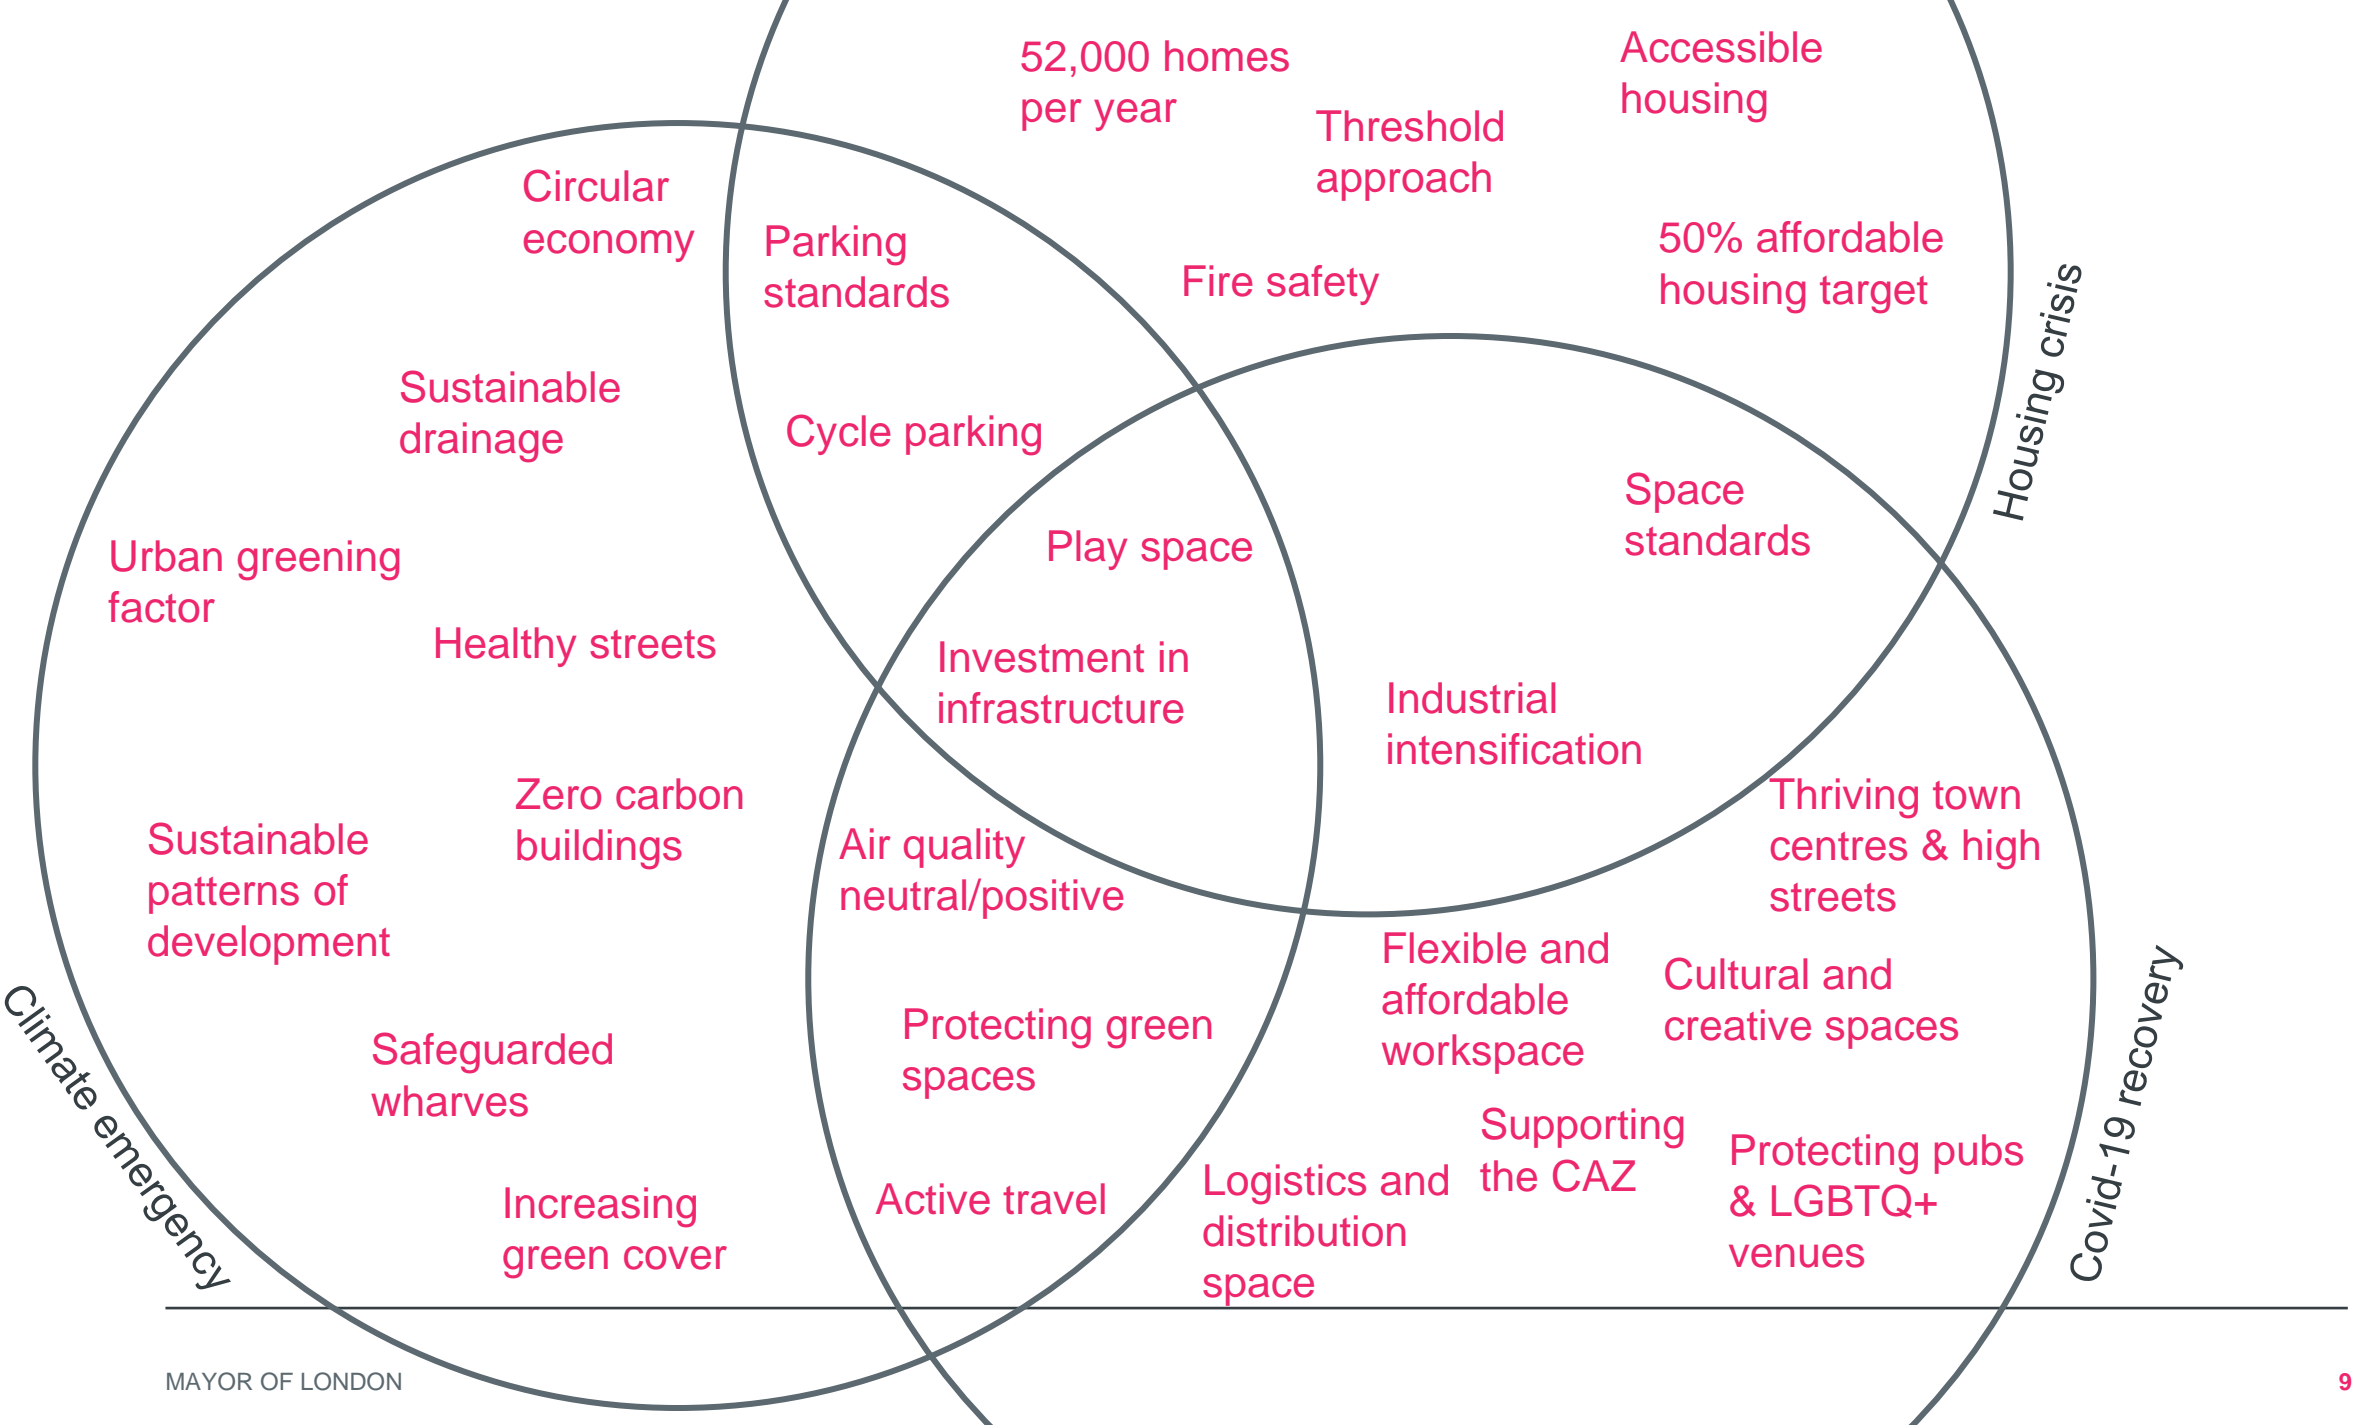 52,000 homes
per year
Accessible
housing
Threshold
approach
Circular
economy
Parking
standards
Fire safety
50% affordable
housing target
Housing crisis
Sustainable
drainage
Cycle parking
Space
standards
Urban greening
factor
Play space
Healthy streets
Investment in
infrastructure
Industrial
intensification
Zero carbon
buildings
Thriving town
centres & high
streets
Sustainable
patterns of
development
Air quality
neutral/positive
Flexible and
affordable
workspace
Cultural and
creative spaces
Climate emergency
Safeguarded
wharves
Protecting green
spaces
Covid-19 recovery
Supporting
the CAZ
Protecting pubs
& LGBTQ+
venues
Increasing
green cover
Active travel
Logistics and
distribution
space
MAYOR OF LONDON
9